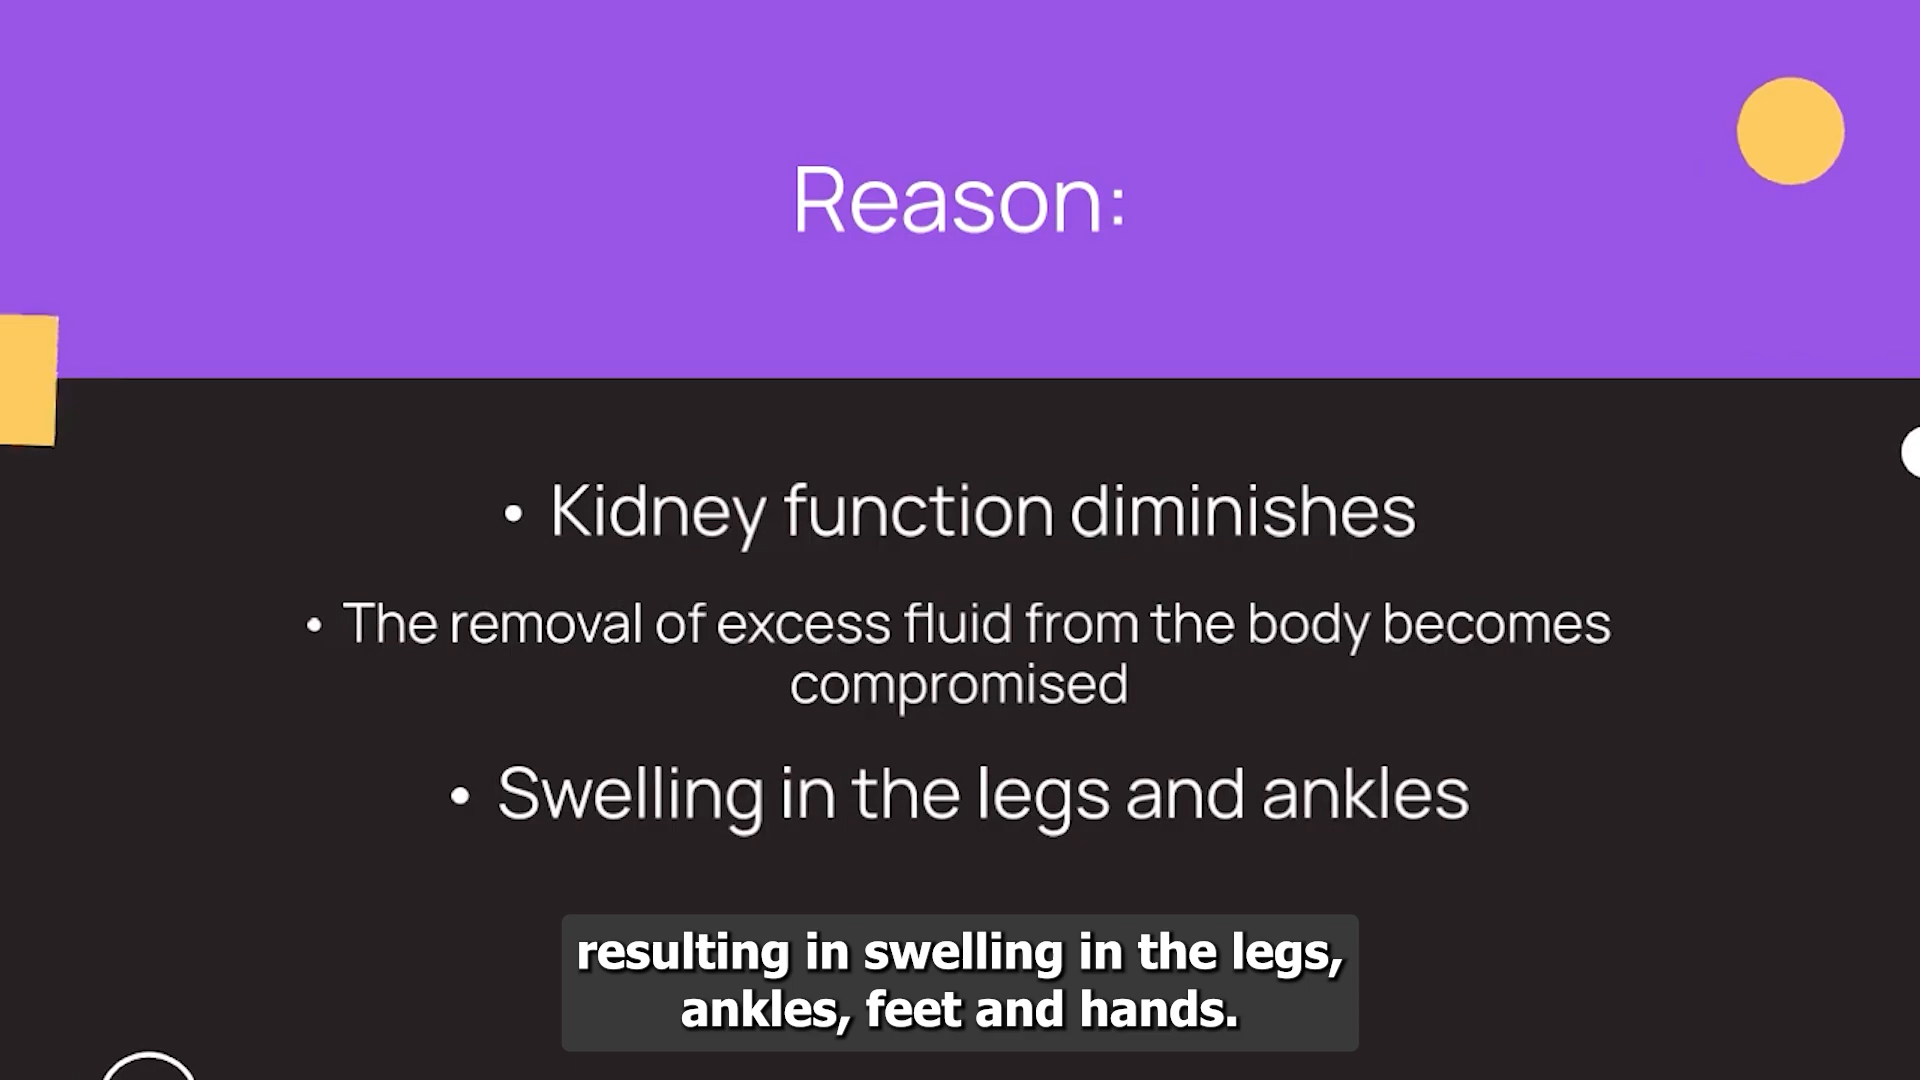 Reason:
• Kidney function diminishes
• The removal of excess fluid from the body becomes
compromised
• Swelling in the legs and ankles
resulting in swelling in the legs,
ankles, feet and hands.